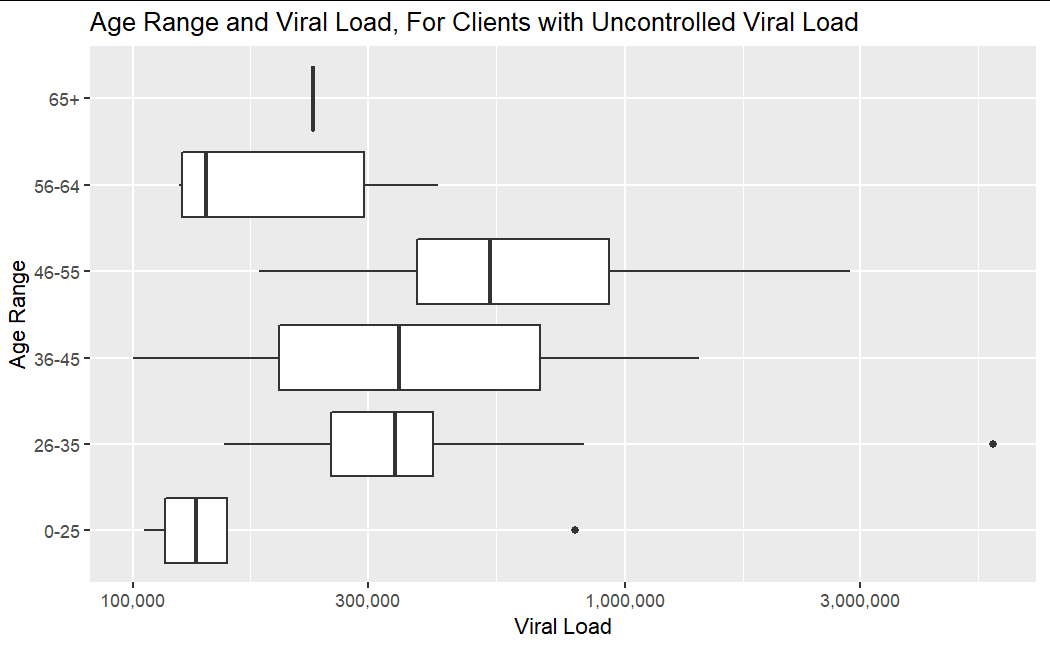 Age Range and Viral Load, For Clients with Uncontrolled Viral Load
Age Range
65+
56-64
46-55
36-45
26-35
0-25
100,000 300,000 1,000,000 3,000,000
Viral Load